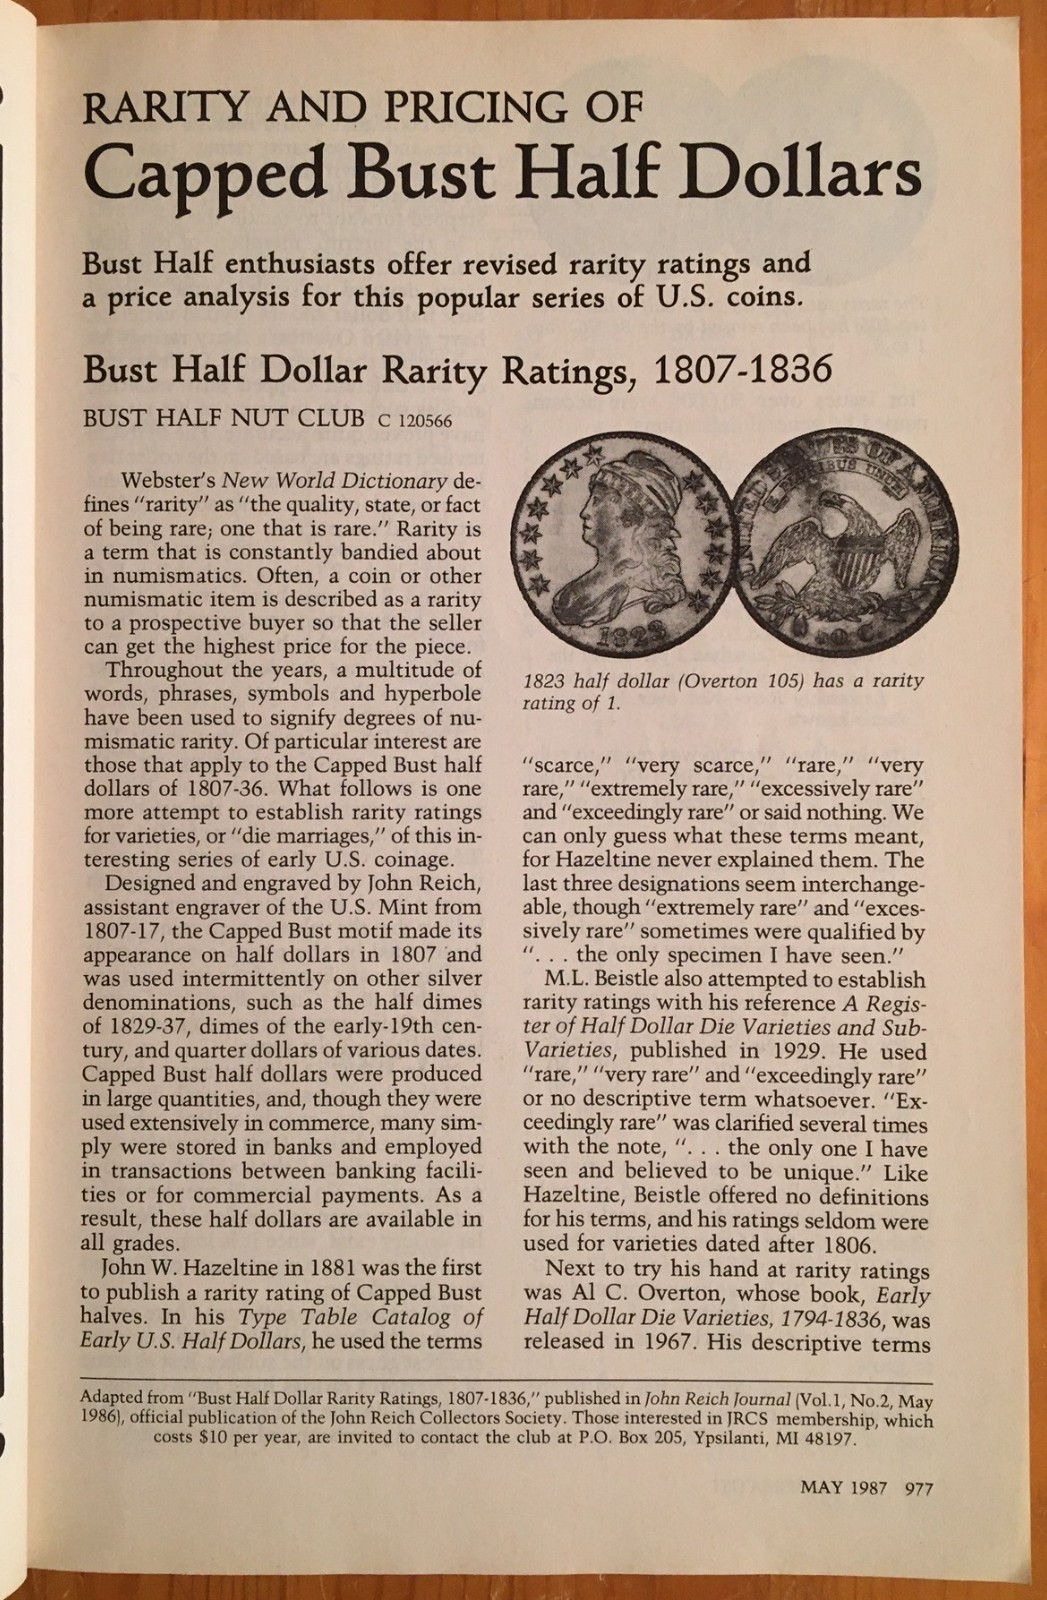 RARITY AND PRICING OF
Capped Bust Half Dollars
Bust Half enthusiasts offer revised rarity ratings and
a price analysis for this popular series of U.S. coins.
Bust Half Dollar Rarity Ratings, 1807-1836
BUST HALF NUT CLUB C 120566
Webster's New World Dictionary de-
fines "rarity" as "the quality, state, or fact
of being rare; one that is rare." Rarity is
a term that is constantly bandied about
in numismatics. Often, a coin or other
numismatic item is described as a rarity
to a prospective buyer so that the seller
can get the highest price for the piece.
Throughout the years, a multitude of
words, phrases, symbols and hyperbole
have been used to signify degrees of nu-
mismatic rarity. Of particular interest are
those that apply to the Capped Bust half
dollars of 1807-36. What follows is one
more attempt to establish rarity ratings
for varieties, or "die marriages," of this in-
teresting series of early U.S. coinage.
Designed and engraved by John Reich,
assistant engraver of the U.S. Mint from
1807-17, the Capped Bust motif made its
appearance on half dollars in 1807 and
was used intermittently on other silver
denominations, such as the half dimes
of 1829-37, dimes of the early-19th cen-
tury, and quarter dollars of various dates.
Capped Bust half dollars were produced
in large quantities, and, though they were
used extensively in commerce, many sim-
ply were stored in banks and employed
in transactions between banking facili-
ties or for commercial payments. As a
result, these half dollars are available in
all grades.
John W. Hazeltine in 1881 was the first
to publish a rarity rating of Capped Bust
halves. In his Type Table Catalog of
Early U.S. Half Dollars, he used the terms
1823
UNITED STATES OF AMERICA
E PLURIBUS UNUM
50 C.
1823 half dollar (Overton 105) has a rarity
rating of 1.
"scarce," "very scarce," "rare," "very
rare," "extremely rare," "excessively rare"
and "exceedingly rare" or said nothing. We
can only guess what these terms meant,
for Hazeltine never explained them. The
last three designations seem interchange-
able, though "extremely rare" and "exces-
sively rare" sometimes were qualified by
". . . the only specimen I have seen."
M.L. Beistle also attempted to establish
rarity ratings with his reference A Regis-
ter of Half Dollar Die Varieties and Sub-
Varieties, published in 1929. He used
"rare," "very rare" and "exceedingly rare"
or no descriptive term whatsoever. "Ex-
ceedingly rare" was clarified several times
with the note, ". . . the only one I have
seen and believed to be unique." Like
Hazeltine, Beistle offered no definitions
for his terms, and his ratings seldom were
used for varieties dated after 1806.
Next to try his hand at rarity ratings
was Al C. Overton, whose book, Early
Half Dollar Die Varieties, 1794-1836, was
released in 1967. His descriptive terms
Adapted from "Bust Half Dollar Rarity Ratings, 1807-1836," published in John Reich Journal (Vol.1, No.2, May
1986), official publication of the John Reich Collectors Society. Those interested in JRCS membership, which
costs $10 per year, are invited to contact the club at P.O. Box 205, Ypsilanti, MI 48197.
MAY 1987 977